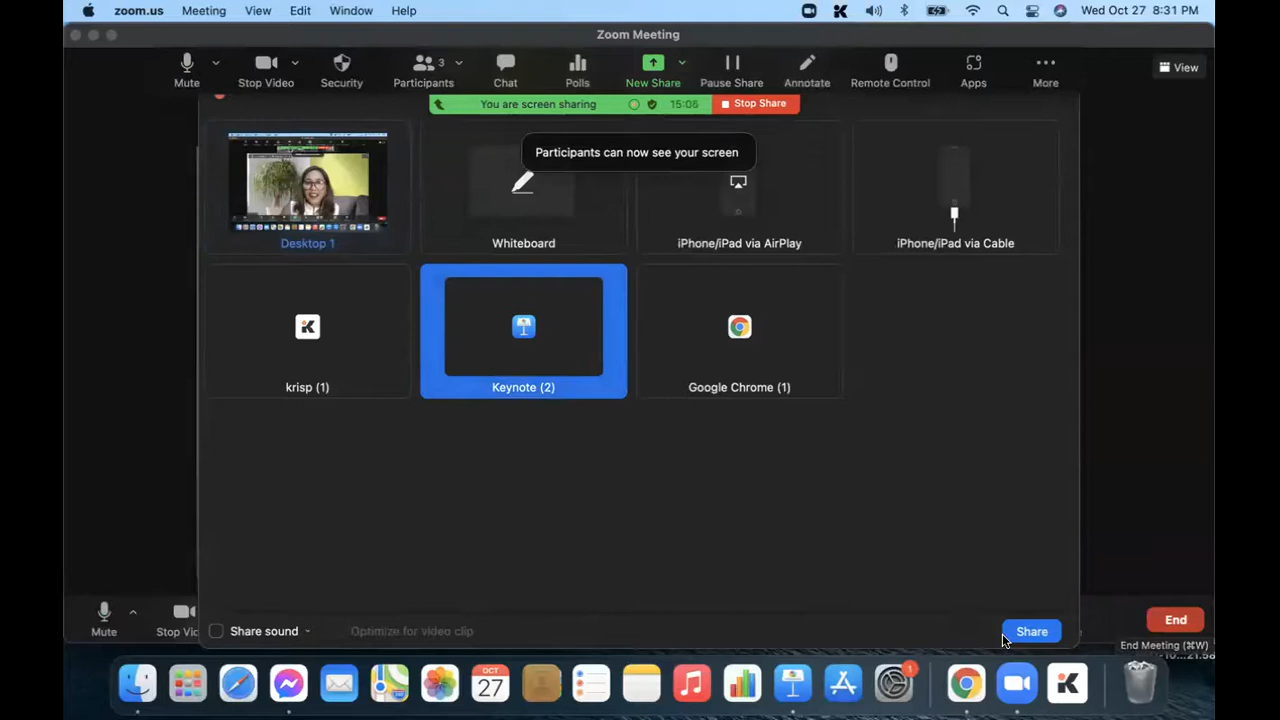 zoom.us Meeting View Edit Window Help Wed Oct 27 8:31 PM
Zoom Meeting
Mute Stop Video Security Participants 3 Chat Polls New Share Pause Share Annotate Remote Control Apps More View
You are screen sharing 15:06 Stop Share
Participants can now see your screen
Desktop 1 Whiteboard iPhone/iPad via AirPlay iPhone/iPad via Cable
krisp (1) Keynote (2) Google Chrome (1)
Share sound Optimize for video clip Share
Mute Stop Vic End
End Meeting (⌘W)
OCT
27
1